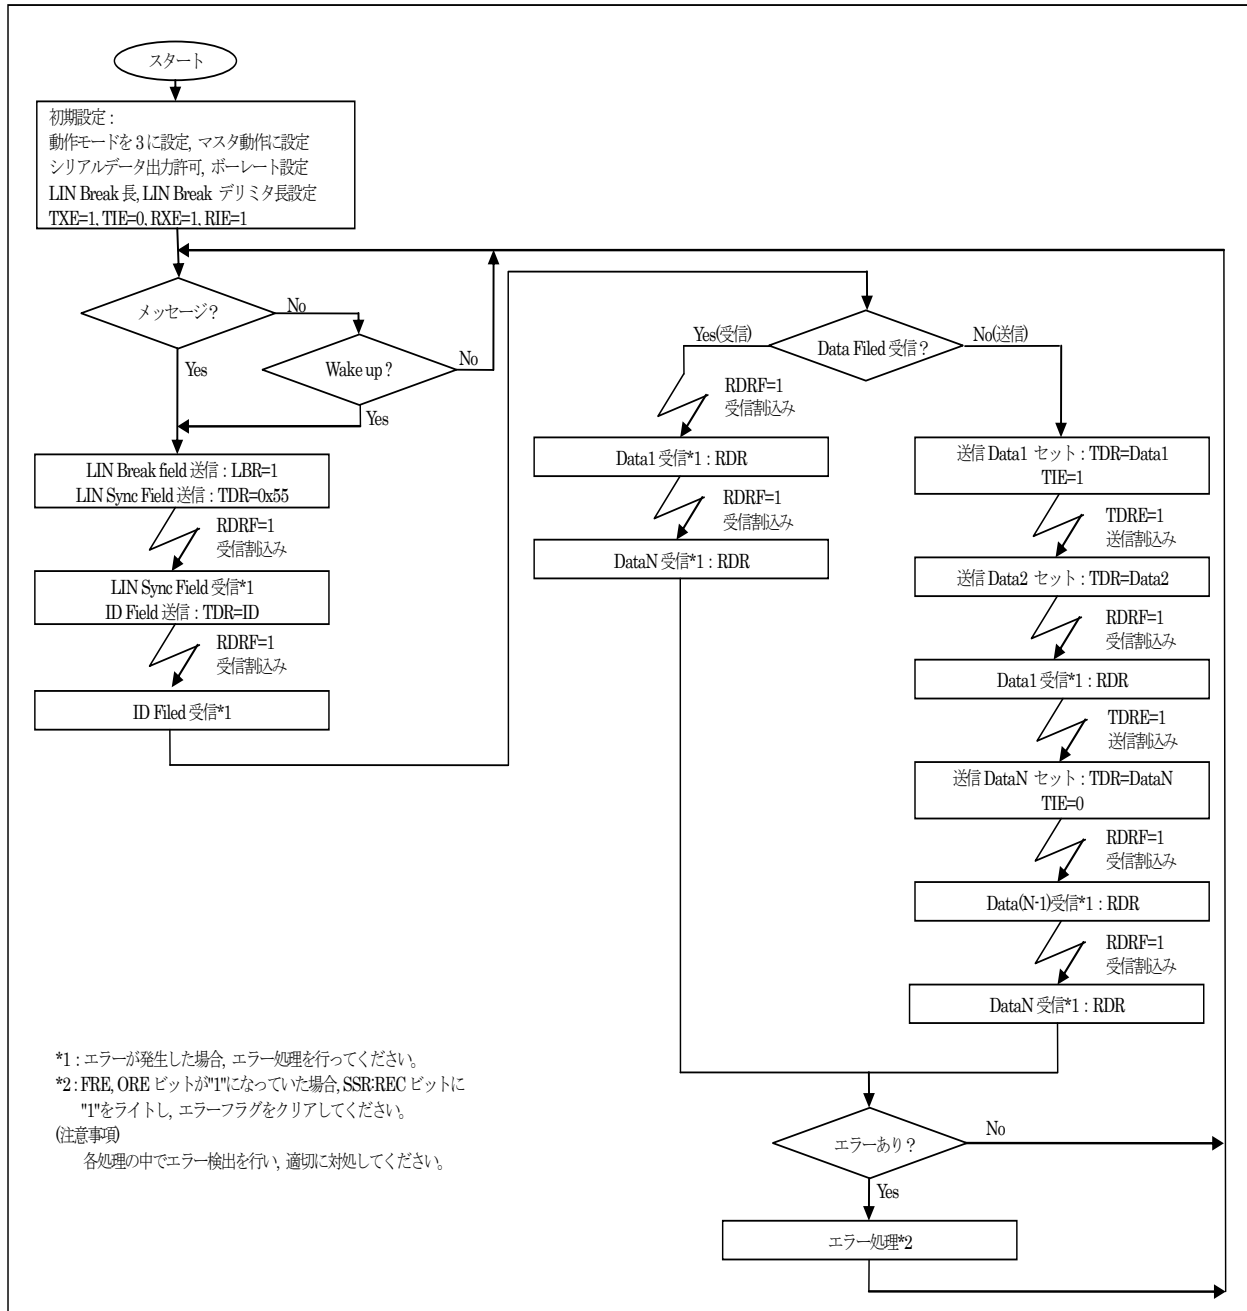 スタート
初期設定 :
動作モードを 3 に設定, マスタ動作に設定
シリアルデータ出力許可, ボーレート設定
LIN Break 長, LIN Break デリミタ長設定
TXE=1, TIE=0, RXE=1, RIE=1
メッセージ?
No
Yes
Wake up ?
No
Yes
LIN Break field 送信 : LBR=1
LIN Sync Field 送信 : TDR=0x55
RDRF=1
受信割込み
LIN Sync Field 受信*1
ID Field 送信 : TDR=ID
RDRF=1
受信割込み
ID Filed 受信*1
Data Filed 受信 ?
Yes(受信)
No(送信)
RDRF=1
受信割込み
Data1 受信*1 : RDR
RDRF=1
受信割込み
DataN 受信*1 : RDR
送信 Data1 セット : TDR=Data1
TIE=1
TDRE=1
送信割込み
送信 Data2 セット : TDR=Data2
RDRF=1
受信割込み
Data1 受信*1 : RDR
TDRE=1
送信割込み
送信 DataN セット : TDR=DataN
TIE=0
RDRF=1
受信割込み
Data(N-1)受信*1 : RDR
RDRF=1
受信割込み
DataN 受信*1 : RDR
エラーあり ?
No
Yes
エラー処理*2
*1 : エラーが発生した場合, エラー処理を行ってください。
*2 : FRE, ORE ビットが"1"になっていた場合, SSR:REC ビットに
"1"をライトし, エラーフラグをクリアしてください。
(注意事項)
各処理の中でエラー検出を行い, 適切に対処してください。